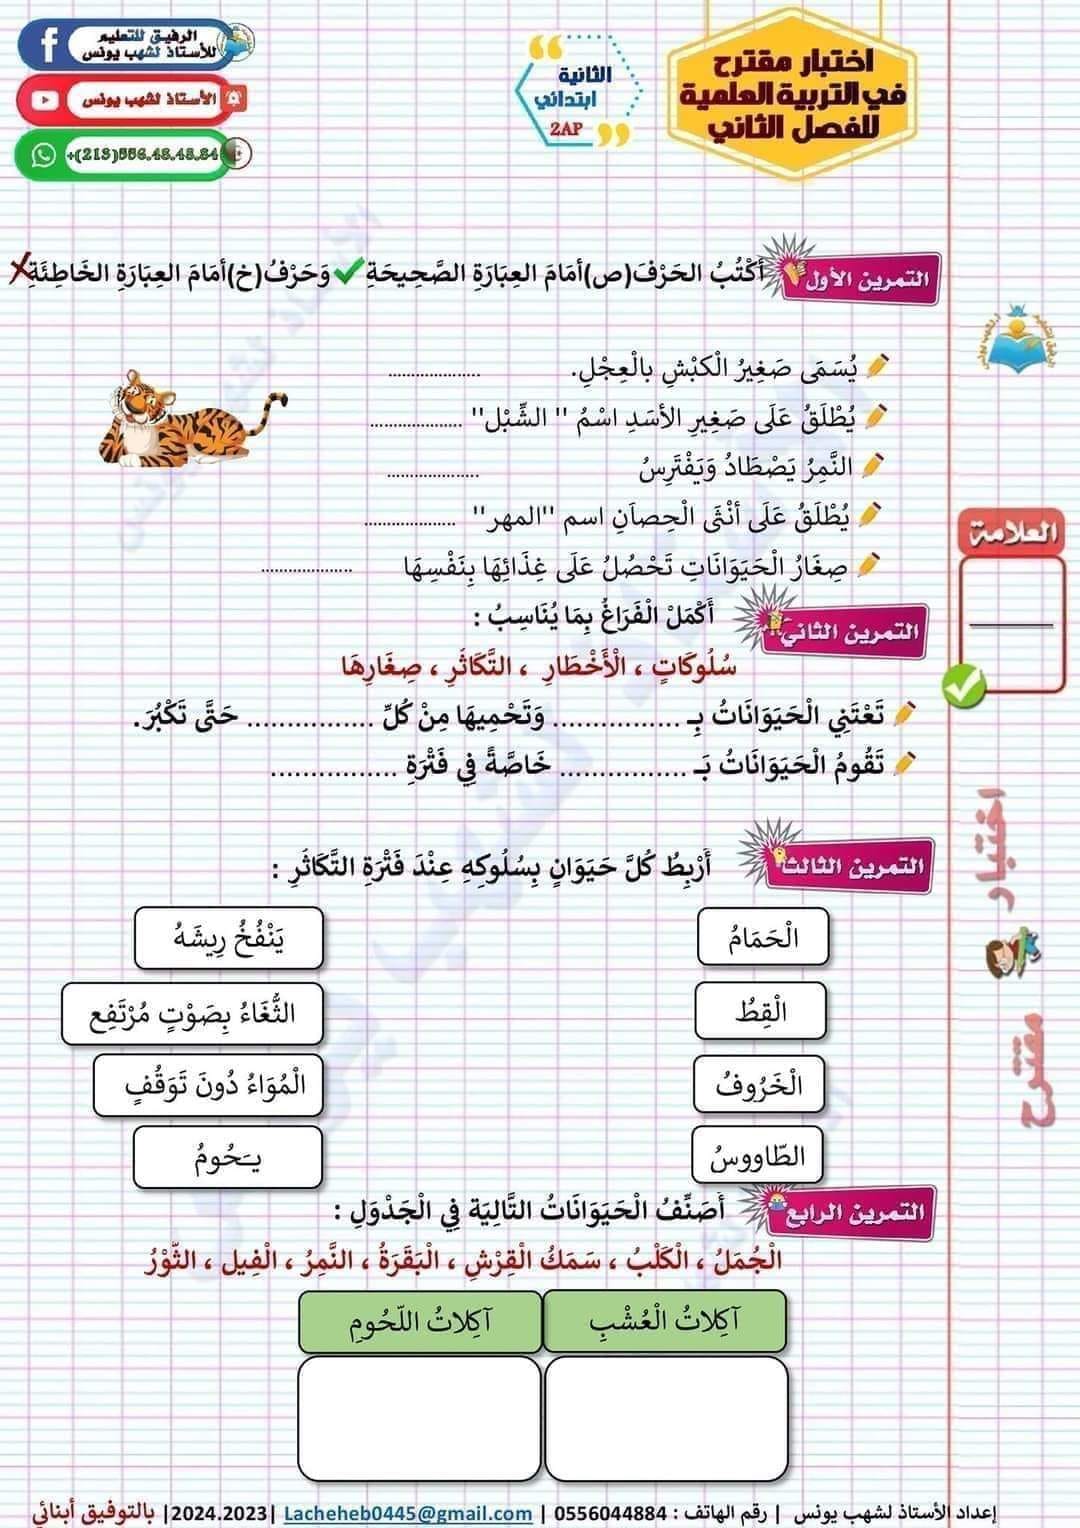 اختبار مقترح
في التربية العلمية
للفصل الثاني
الثانية
ابتدائي
2AP
الرفيق للتعليم
للأستاذ لشهب يونس
الأستاذ لشهب يونس
+(213)556.48.48.84
التمرين الأول أَكْتُبُ الحَرْفَ(ص)أمَامَ العِبَارَةِ الصَّحِيحَةِ✓وَحَرْفُ(خ)أمَامَ العِبَارَةِ الخَاطِئَةِ✗
يُسَمَى صَغِيرُ الْكبْشِ بالْعِجْلِ. ...................
يُطْلَقُ عَلَى صَغِيرِ الأسَدِ اسْمُ '' الشِّبْل'' ...................
النَّمِرُ يَصْطَادُ وَيَفْتَرِسُ ...................
يُطْلَقُ عَلَى أنْثَى الْحِصاَنِ اسم ''المهر'' ...................
صِغَارُ الْحَيَوَانَاتِ تَحْصُلُ عَلَى غِذَائِهَا بِنَفْسِهَا ...................
التمرين الثاني أَكْمَلْ الْفَرَاغُ بِمَا يُنَاسِبُ :
سُلُوكَاتٍ ، الْأَخْطَارِ ، التَّكَاثُرِ ، صِغَارِهَا
تَعْتَنِي الْحَيَوَانَاتُ بِـ ................ وَتَحْمِيهَا مِنْ كُلِّ ................ حَتَّى تَكْبُرَ.
تَقُومُ الْحَيَوَانَاتُ بَـ ................ خَاصَّةً فِي فَتْرَةِ ................
التمرين الثالث أَرْبِطُ كُلَّ حَيَوَانٍ بِسُلُوكِهِ عِنْدَ فَتْرَةِ التَّكَاثُرِ :
الْحَمَامُ يَنْفُخُ رِيشَهُ
الْقِطُ الثُّغَاءُ بِصَوْتٍ مُرْتَفِع
الْخَرُوفُ الْمُوَاءُ دُونَ تَوَقُفٍ
الطّاووسُ يـَحُومُ
التمرين الرابع أَصَنِّفُ الْحَيَوَانَاتُ التَّالِيَة فِي الْجَدْوَلِ :
الْجُمَلُ ، الْكَلْبُ ، سَمَكُ الْقِرْشِ ، الْبَقَرَةُ ، النَّمِرُ ، الْفِيل ، الثّوْرُ
آكِلاتُ الْعُشْبِ آكِلاتُ اللّحُومِ
العلامة
اختبار مقترح
إعداد الأستاذ لشهب يونس | رقم الهاتف : 0556044884 | Lacheheb0445@gmail.com |2024.2023| بالتوفيق أبنائي